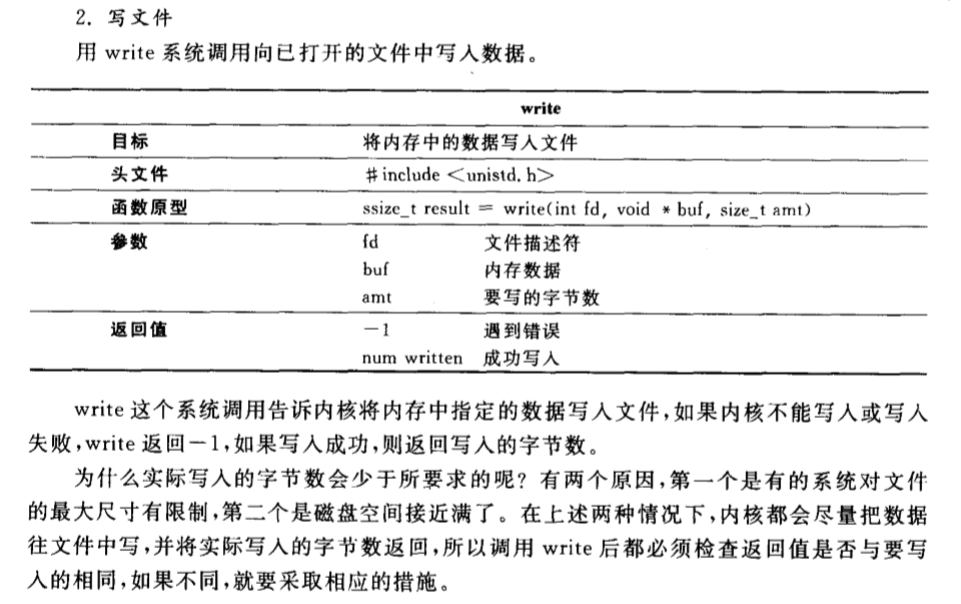 2. 写文件
用 write 系统调用向已打开的文件中写入数据。
write
目标 将内存中的数据写入文件
头文件 #include <unistd.h>
函数原型 ssize_t result = write(int fd, void * buf, size_t amt)
参数 fd 文件描述符
buf 内存数据
amt 要写的字节数
返回值 -1 遇到错误
num written 成功写入
write 这个系统调用告诉内核将内存中指定的数据写入文件,如果内核不能写入或写入
失败,write 返回-1,如果写入成功,则返回写入的字节数。
为什么实际写入的字节数会少于所要求的呢? 有两个原因,第一个是有的系统对文件
的最大尺寸有限制,第二个是磁盘空间接近满了。在上述两种情况下,内核都会尽量把数据
往文件中写,并将实际写入的字节数返回,所以调用 write 后都必须检查返回值是否与要写
入的相同,如果不同,就要采取相应的措施。